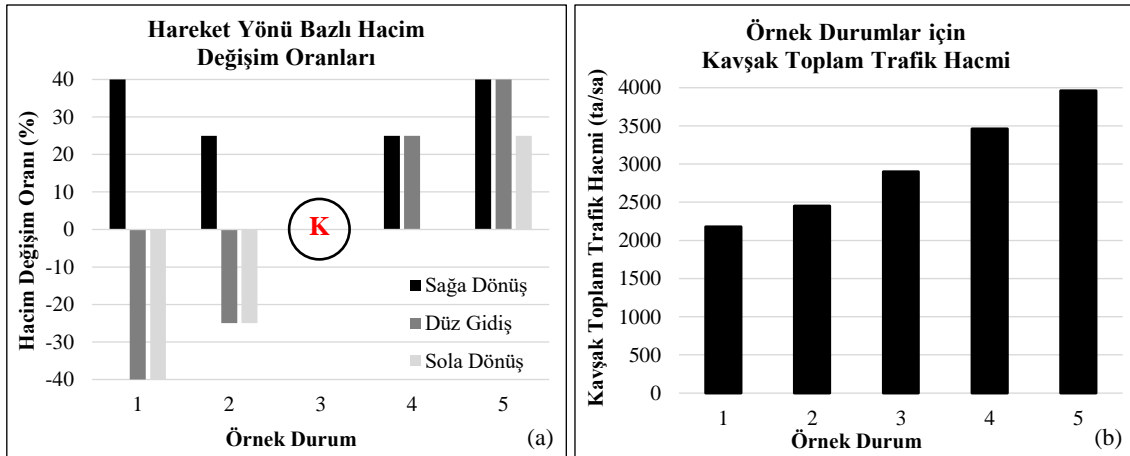 Hareket Yönü Bazlı Hacim
Değişim Oranları
Hacim Değişim Oranı (%)
40
30
20
10
0
-10
-20
-30
-40
K
Sağa Dönüş
Düz Gidiş
Sola Dönüş
1 2 3 4 5
Örnek Durum
(a)
Örnek Durumlar için
Kavşak Toplam Trafik Hacmi
Kavşak Toplam Trafik Hacmi (ta/sa)
4000
3500
3000
2500
2000
1500
1000
500
0
1 2 3 4 5
Örnek Durum
(b)